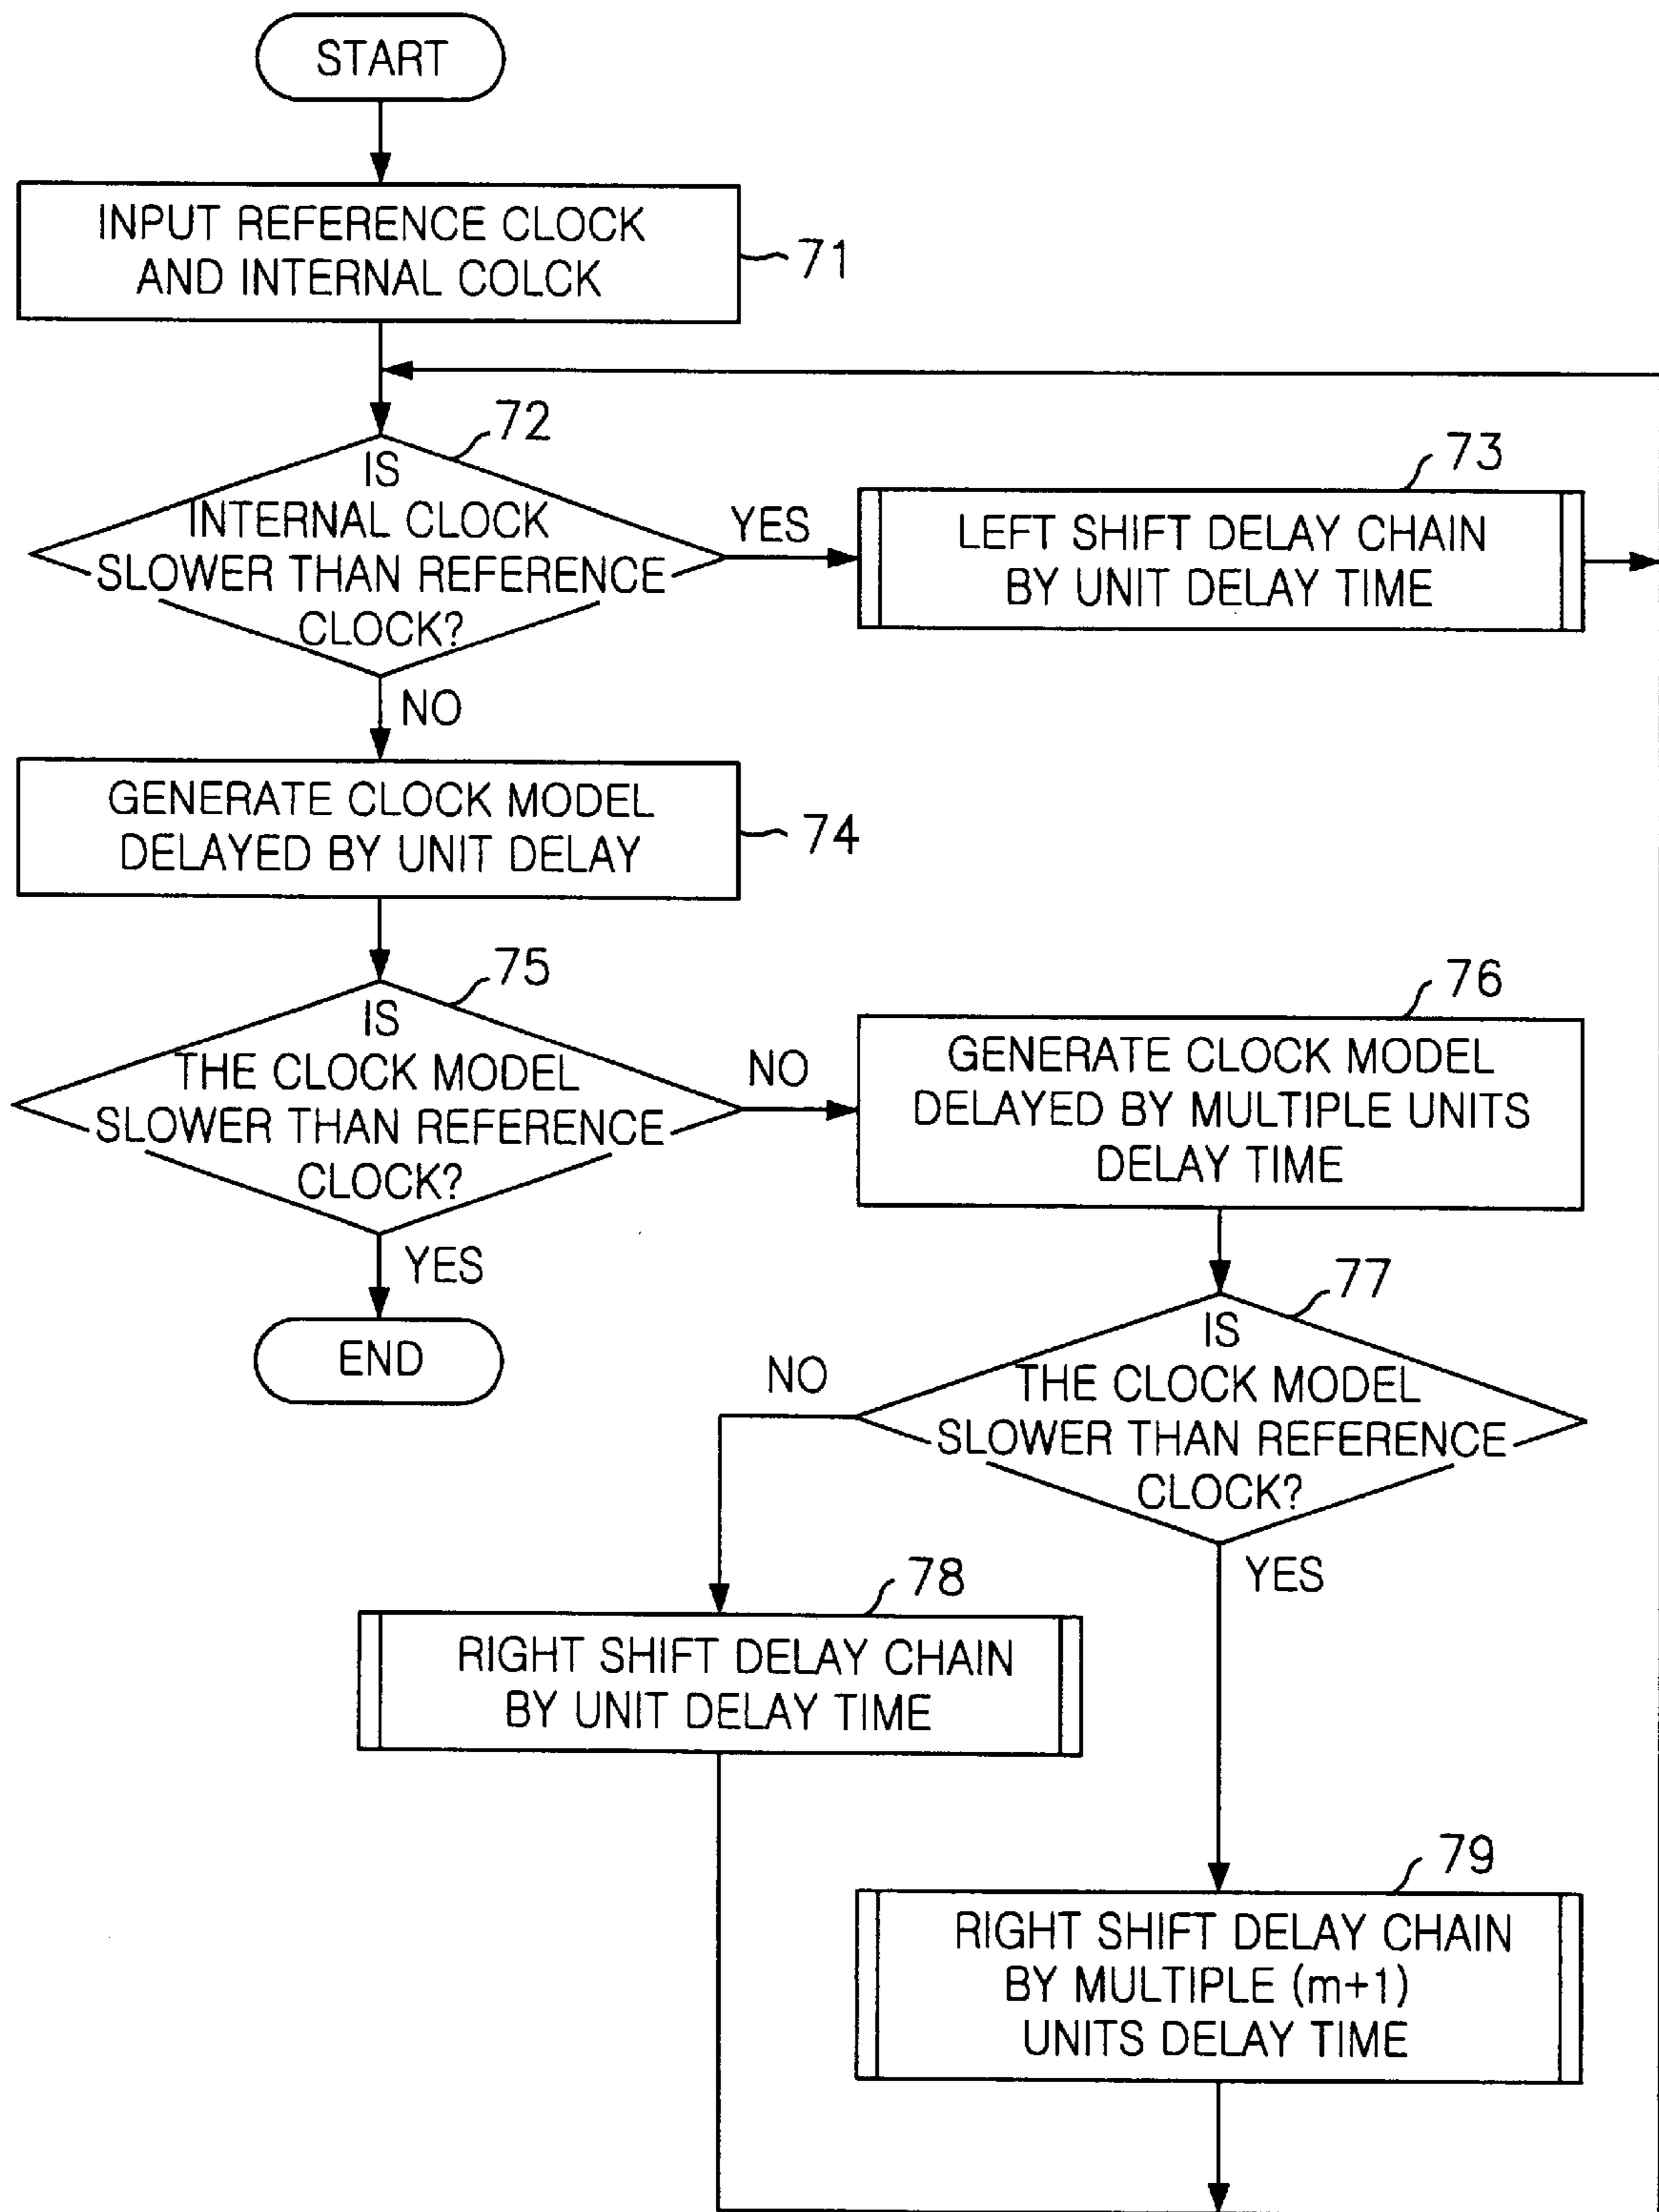 START
INPUT REFERENCE CLOCK
AND INTERNAL COLCK
71
72
IS
INTERNAL CLOCK
SLOWER THAN REFERENCE
CLOCK?
YES
73
LEFT SHIFT DELAY CHAIN
BY UNIT DELAY TIME
NO
GENERATE CLOCK MODEL
DELAYED BY UNIT DELAY
74
75
IS
THE CLOCK MODEL
SLOWER THAN REFERENCE
CLOCK?
NO
76
GENERATE CLOCK MODEL
DELAYED BY MULTIPLE UNITS
DELAY TIME
YES
END
77
IS
THE CLOCK MODEL
SLOWER THAN REFERENCE
CLOCK?
NO
YES
78
RIGHT SHIFT DELAY CHAIN
BY UNIT DELAY TIME
79
RIGHT SHIFT DELAY CHAIN
BY MULTIPLE (m+1)
UNITS DELAY TIME